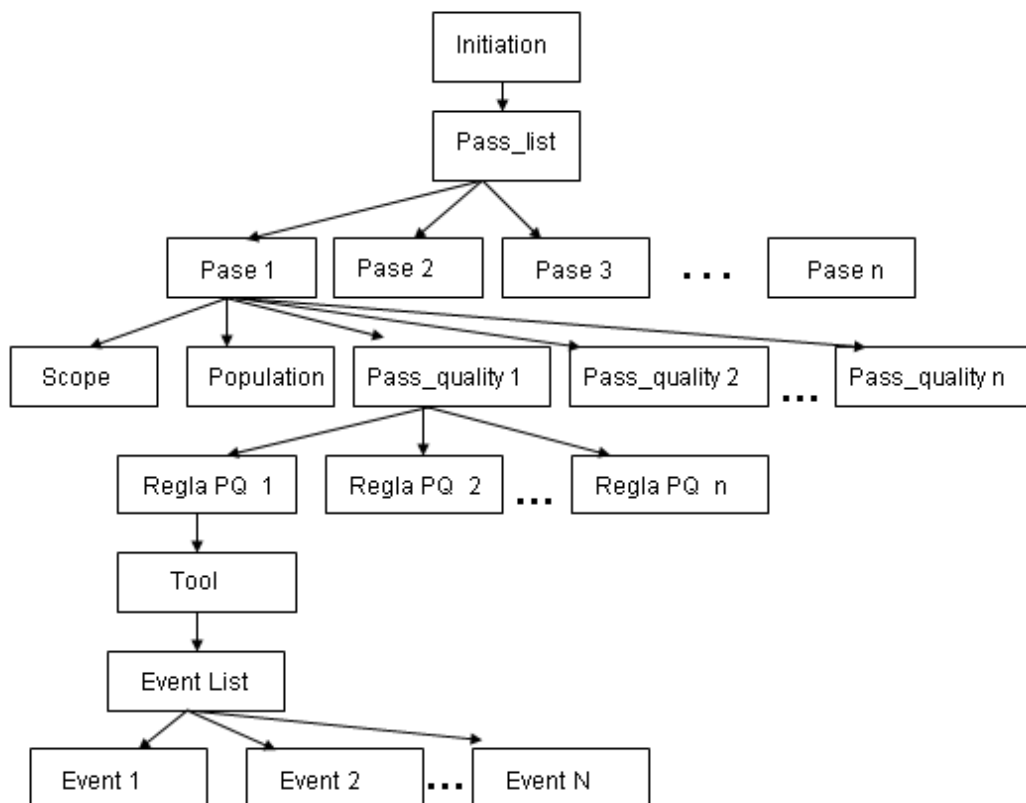 Initiation
Pass_list
Pase 1 Pase 2 Pase 3 ... Pase n
Scope Population Pass_quality 1 Pass_quality 2 ... Pass_quality n
Regla PQ 1 Regla PQ 2 ... Regla PQ n
Tool
Event List
Event 1 Event 2 ... Event N